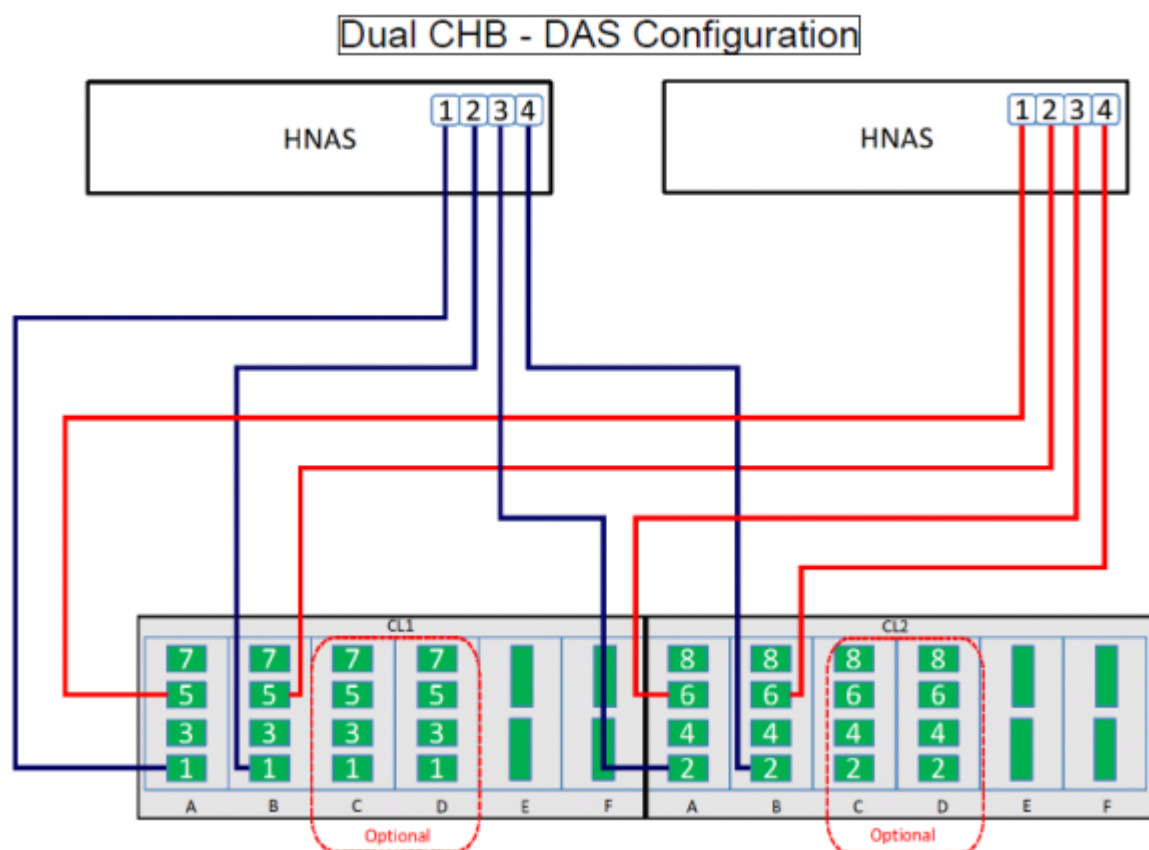 Dual CHB - DAS Configuration
1 2 3 4
HNAS
1 2 3 4
HNAS
CL1
CL2
7 7 7 7 8 8 8 8
5 5 5 5 6 6 6 6
3 3 3 3 4 4 4 4
1 1 1 1 2 2 2 2
A B C D E F A B C D E F
Optional
Optional